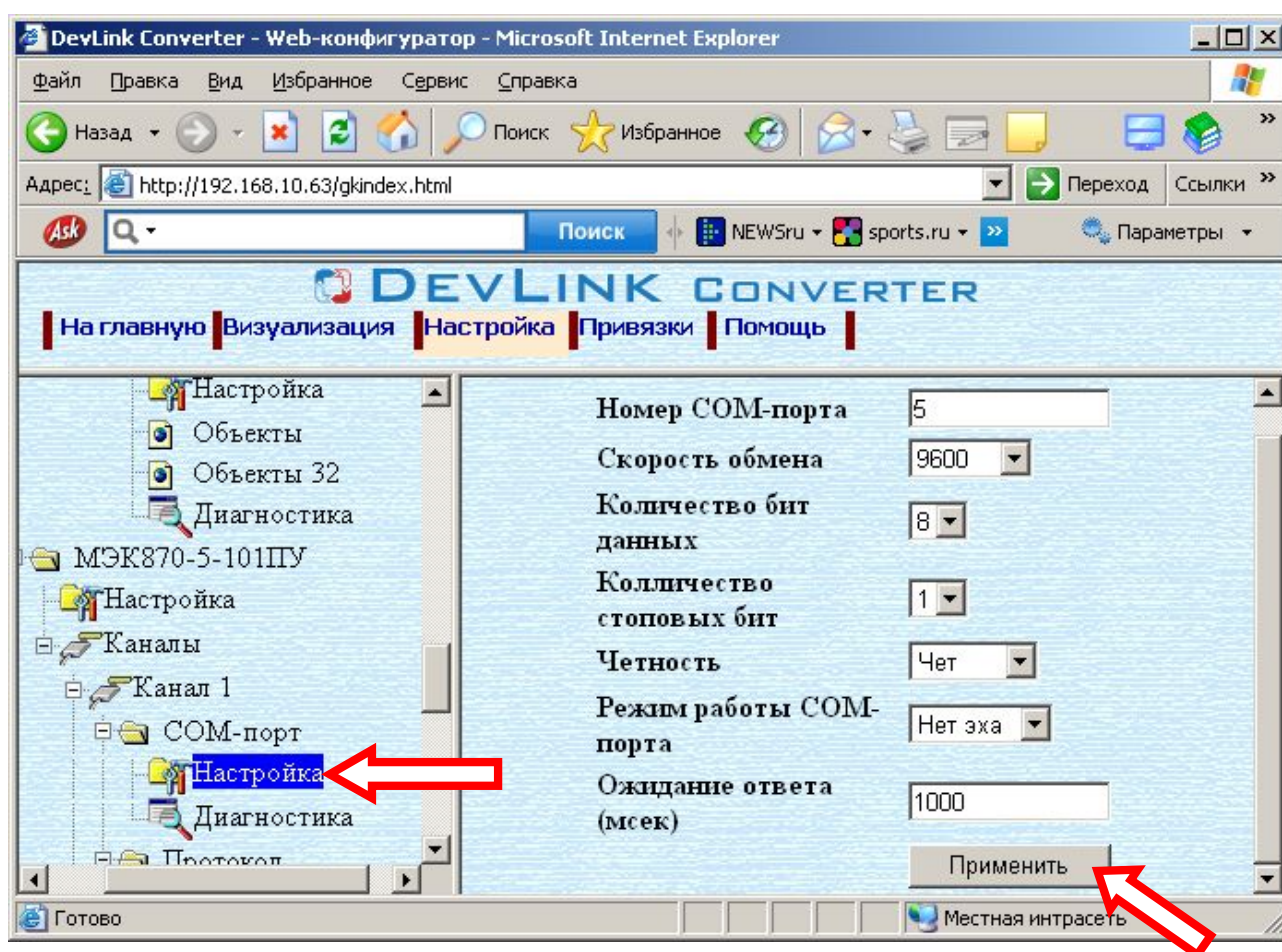 DevLink Converter - Web-конфигуратор - Microsoft Internet Explorer
Файл Правка Вид Избранное Сервис Справка
Назад Поиск Избранное »
Адрес: http://192.168.10.63/gkindex.html Переход Ссылки »
Ask Поиск NEWSru sports.ru » Параметры
DEVLINK CONVERTER
На главную Визуализация Настройка Привязки Помощь
Настройка
Объекты
Объекты 32
Диагностика
МЭК870-5-101ПУ
Настройка
Каналы
Канал 1
COM-порт
Настройка
Диагностика
Протокол
Номер COM-порта 5
Скорость обмена 9600
Количество бит
данных 8
Колличество
стоповых бит 1
Четность Чет
Режим работы COM-
порта Нет эха
Ожидание ответа
(мсек) 1000
Применить
Готово Местная интрасеть